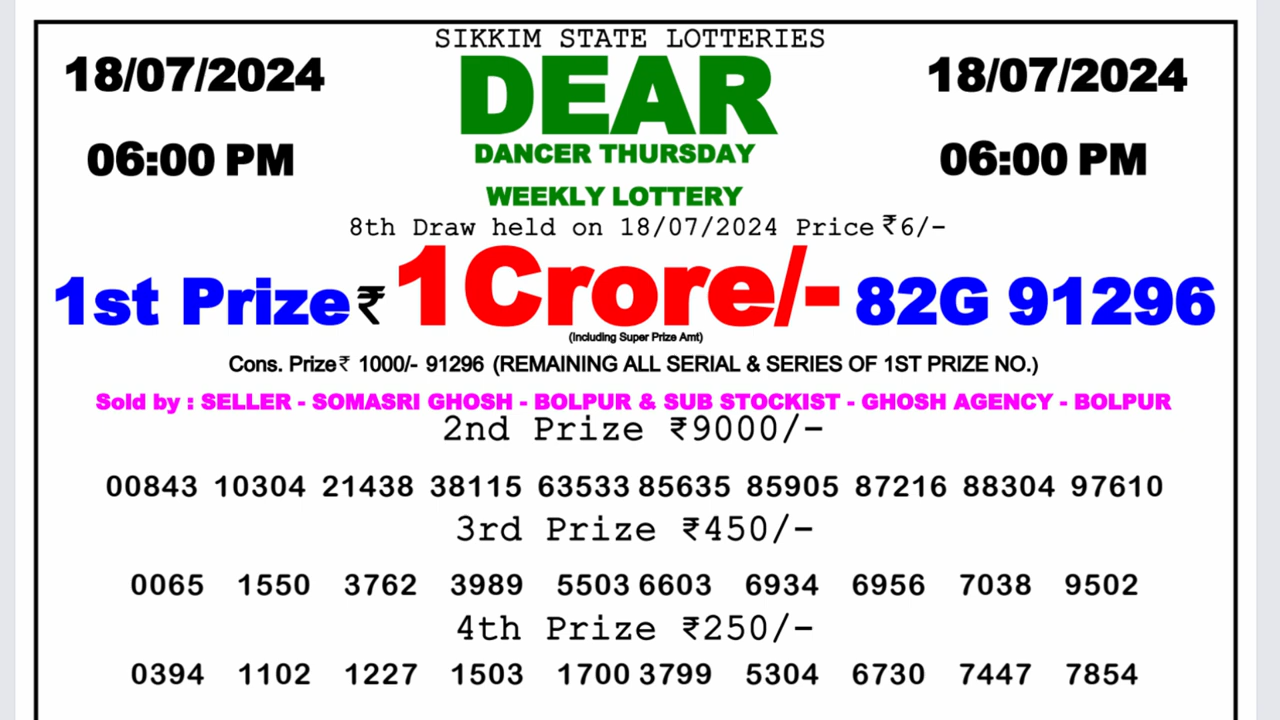 SIKKIM STATE LOTTERIES
18/07/2024 DEAR 18/07/2024
06:00 PM DANCER THURSDAY 06:00 PM
WEEKLY LOTTERY
8th Draw held on 18/07/2024 Price ₹6/-
1st Prize ₹ 1Crore/- 82G 91296
(Including Super Prize Amt)
Cons. Prize ₹ 1000/- 91296 (REMAINING ALL SERIAL & SERIES OF 1ST PRIZE NO.)
Sold by : SELLER - SOMASRI GHOSH - BOLPUR & SUB STOCKIST - GHOSH AGENCY - BOLPUR
2nd Prize ₹9000/-
00843 10304 21438 38115 63533 85635 85905 87216 88304 97610
3rd Prize ₹450/-
0065 1550 3762 3989 5503 6603 6934 6956 7038 9502
4th Prize ₹250/-
0394 1102 1227 1503 1700 3799 5304 6730 7447 7854